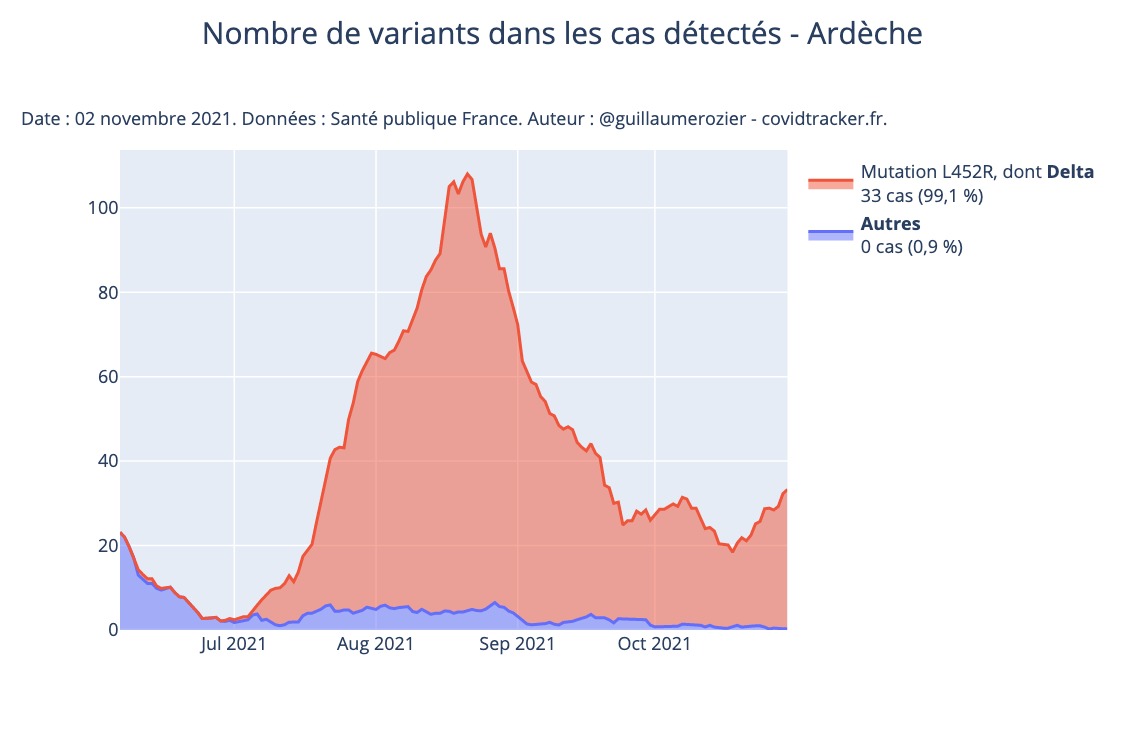 Nombre de variants dans les cas détectés - Ardèche
Date : 02 novembre 2021. Données : Santé publique France. Auteur : @guillaumerozier - covidtracker.fr.
Mutation L452R, dont Delta
33 cas (99,1 %)
Autres
0 cas (0,9 %)
100
80
60
40
20
0
Jul 2021
Aug 2021
Sep 2021
Oct 2021